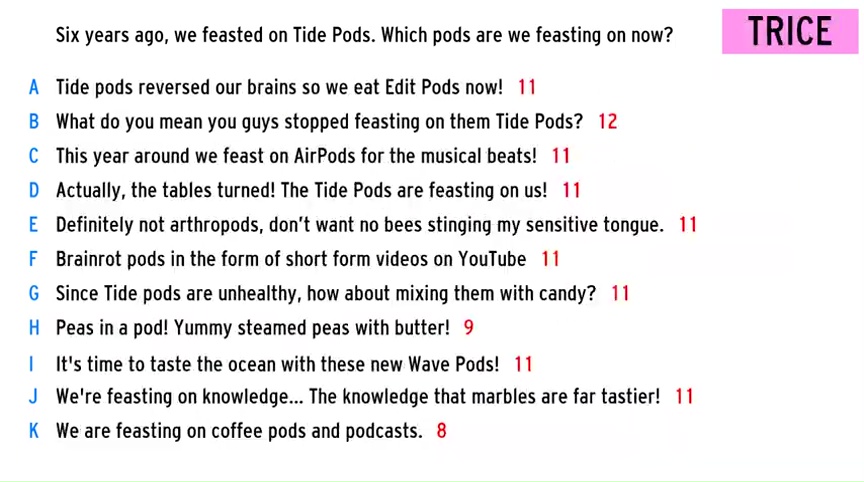 Six years ago, we feasted on Tide Pods. Which pods are we feasting on now?
TRICE
A Tide pods reversed our brains so we eat Edit Pods now! 11
B What do you mean you guys stopped feasting on them Tide Pods? 12
C This year around we feast on AirPods for the musical beats! 11
D Actually, the tables turned! The Tide Pods are feasting on us! 11
E Definitely not arthropods, don't want no bees stinging my sensitive tongue. 11
F Brainrot pods in the form of short form videos on YouTube 11
G Since Tide pods are unhealthy, how about mixing them with candy? 11
H Peas in a pod! Yummy steamed peas with butter! 9
I It's time to taste the ocean with these new Wave Pods! 11
J We're feasting on knowledge... The knowledge that marbles are far tastier! 11
K We are feasting on coffee pods and podcasts. 8